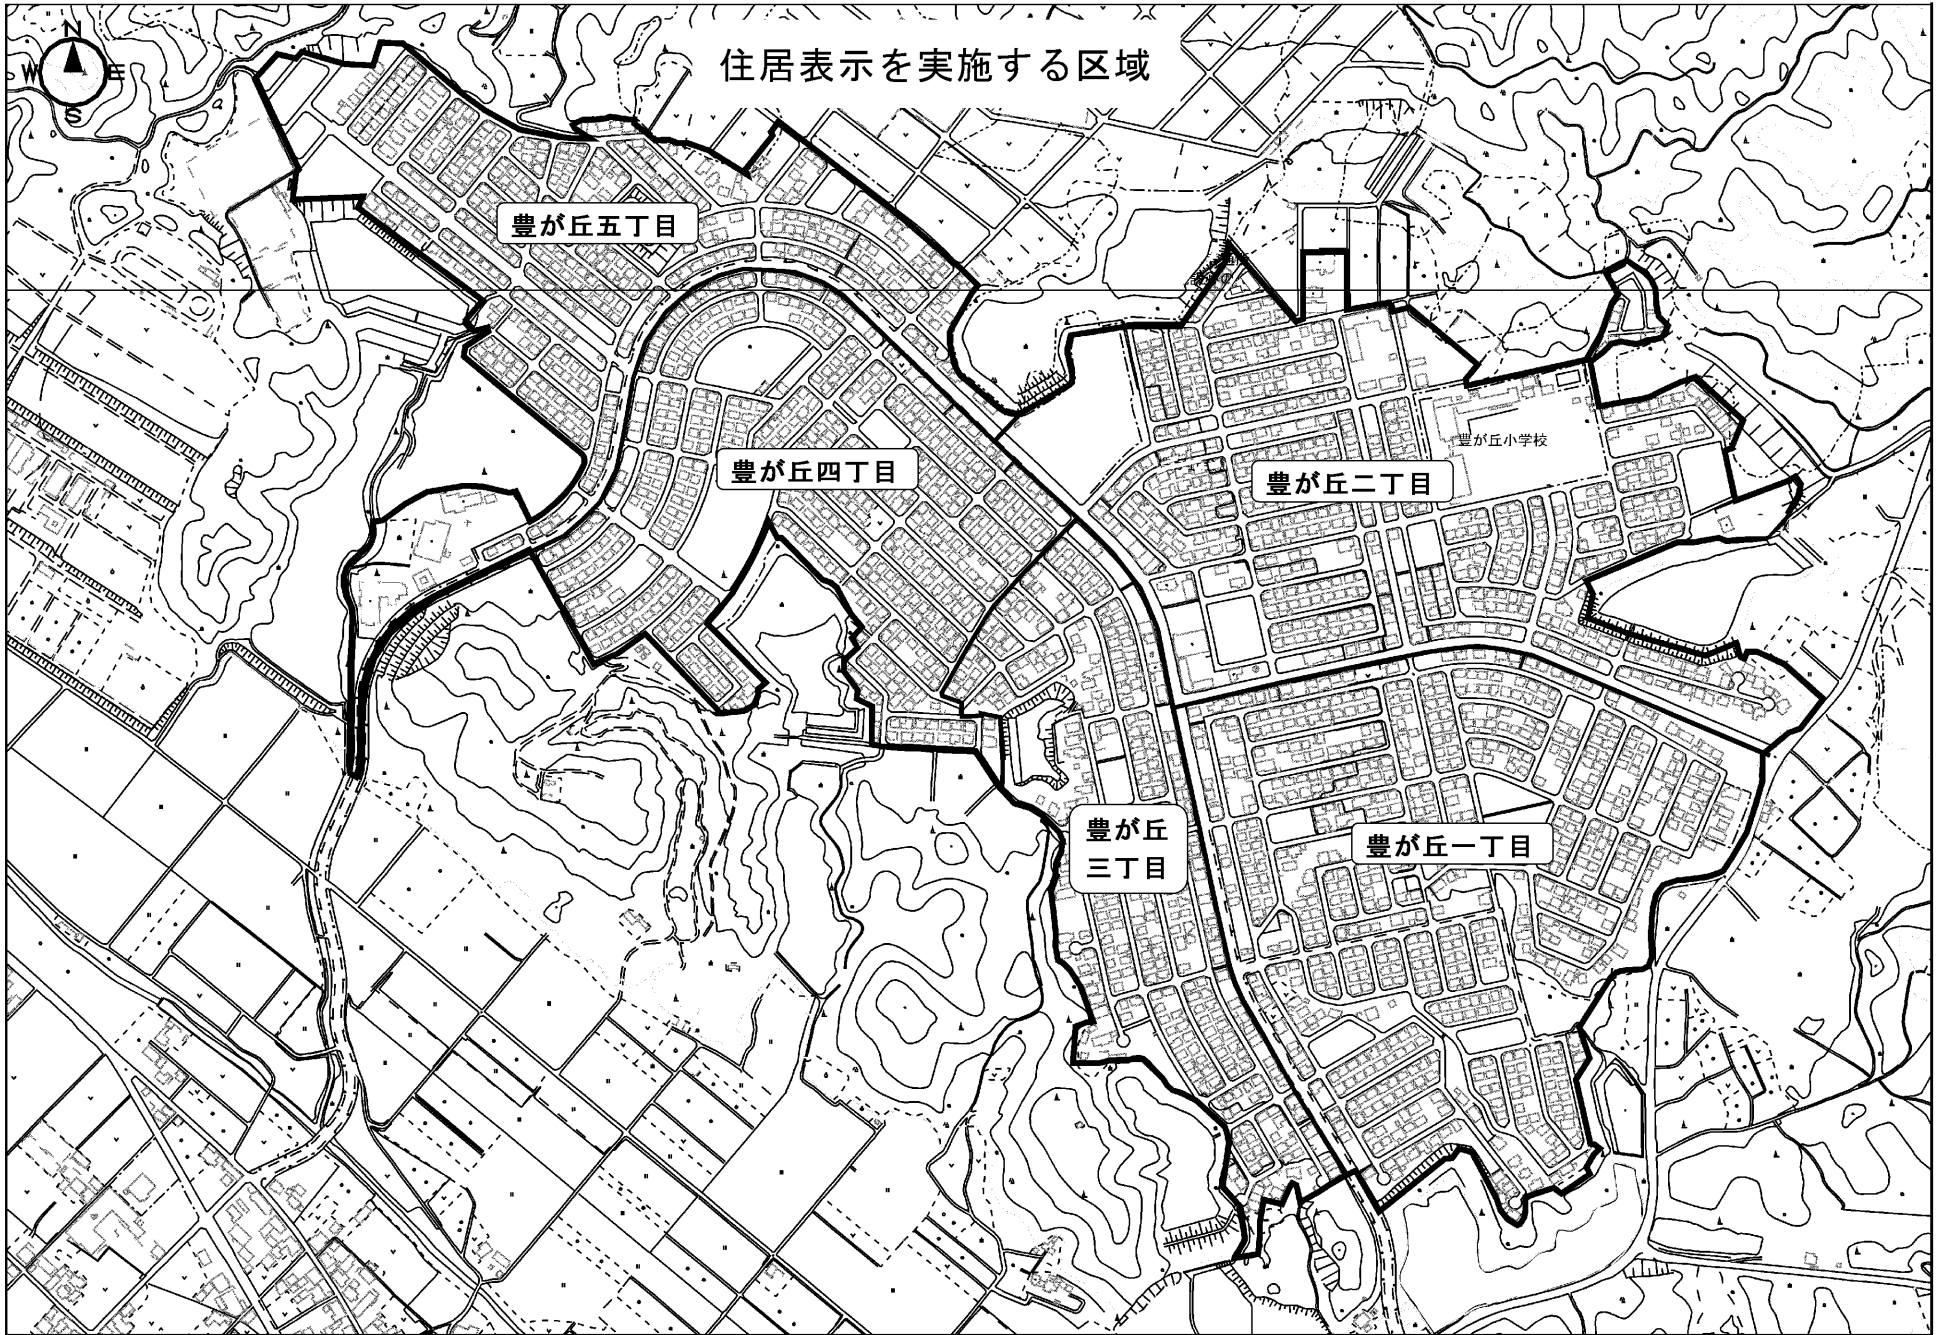 N
W
E
S
住居表示を実施する区域
豊が丘五丁目
豊が丘小学校
豊が丘四丁目
豊が丘二丁目
豊が丘
三丁目
豊が丘一丁目